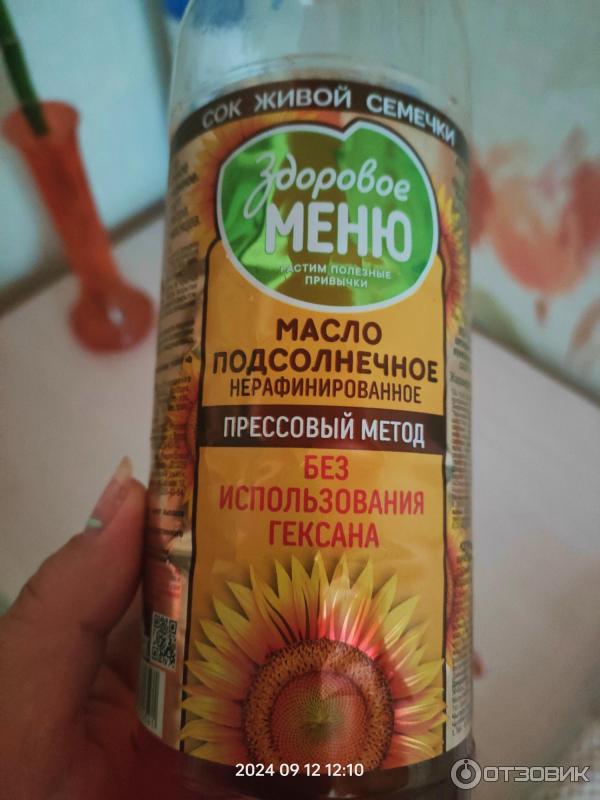 СОК ЖИВОЙ СЕМЕЧКИ
Здоровое
МЕНЮ
РАСТИМ ПОЛЕЗНЫЕ
ПРИВЫЧКИ
МАСЛО
ПОДСОЛНЕЧНОЕ
НЕРАФИНИРОВАННОЕ
ПРЕССОВЫЙ МЕТОД
БЕЗ
ИСПОЛЬЗОВАНИЯ
ГЕКСАНА
2024 09 12 12:10
ОТЗОВИК